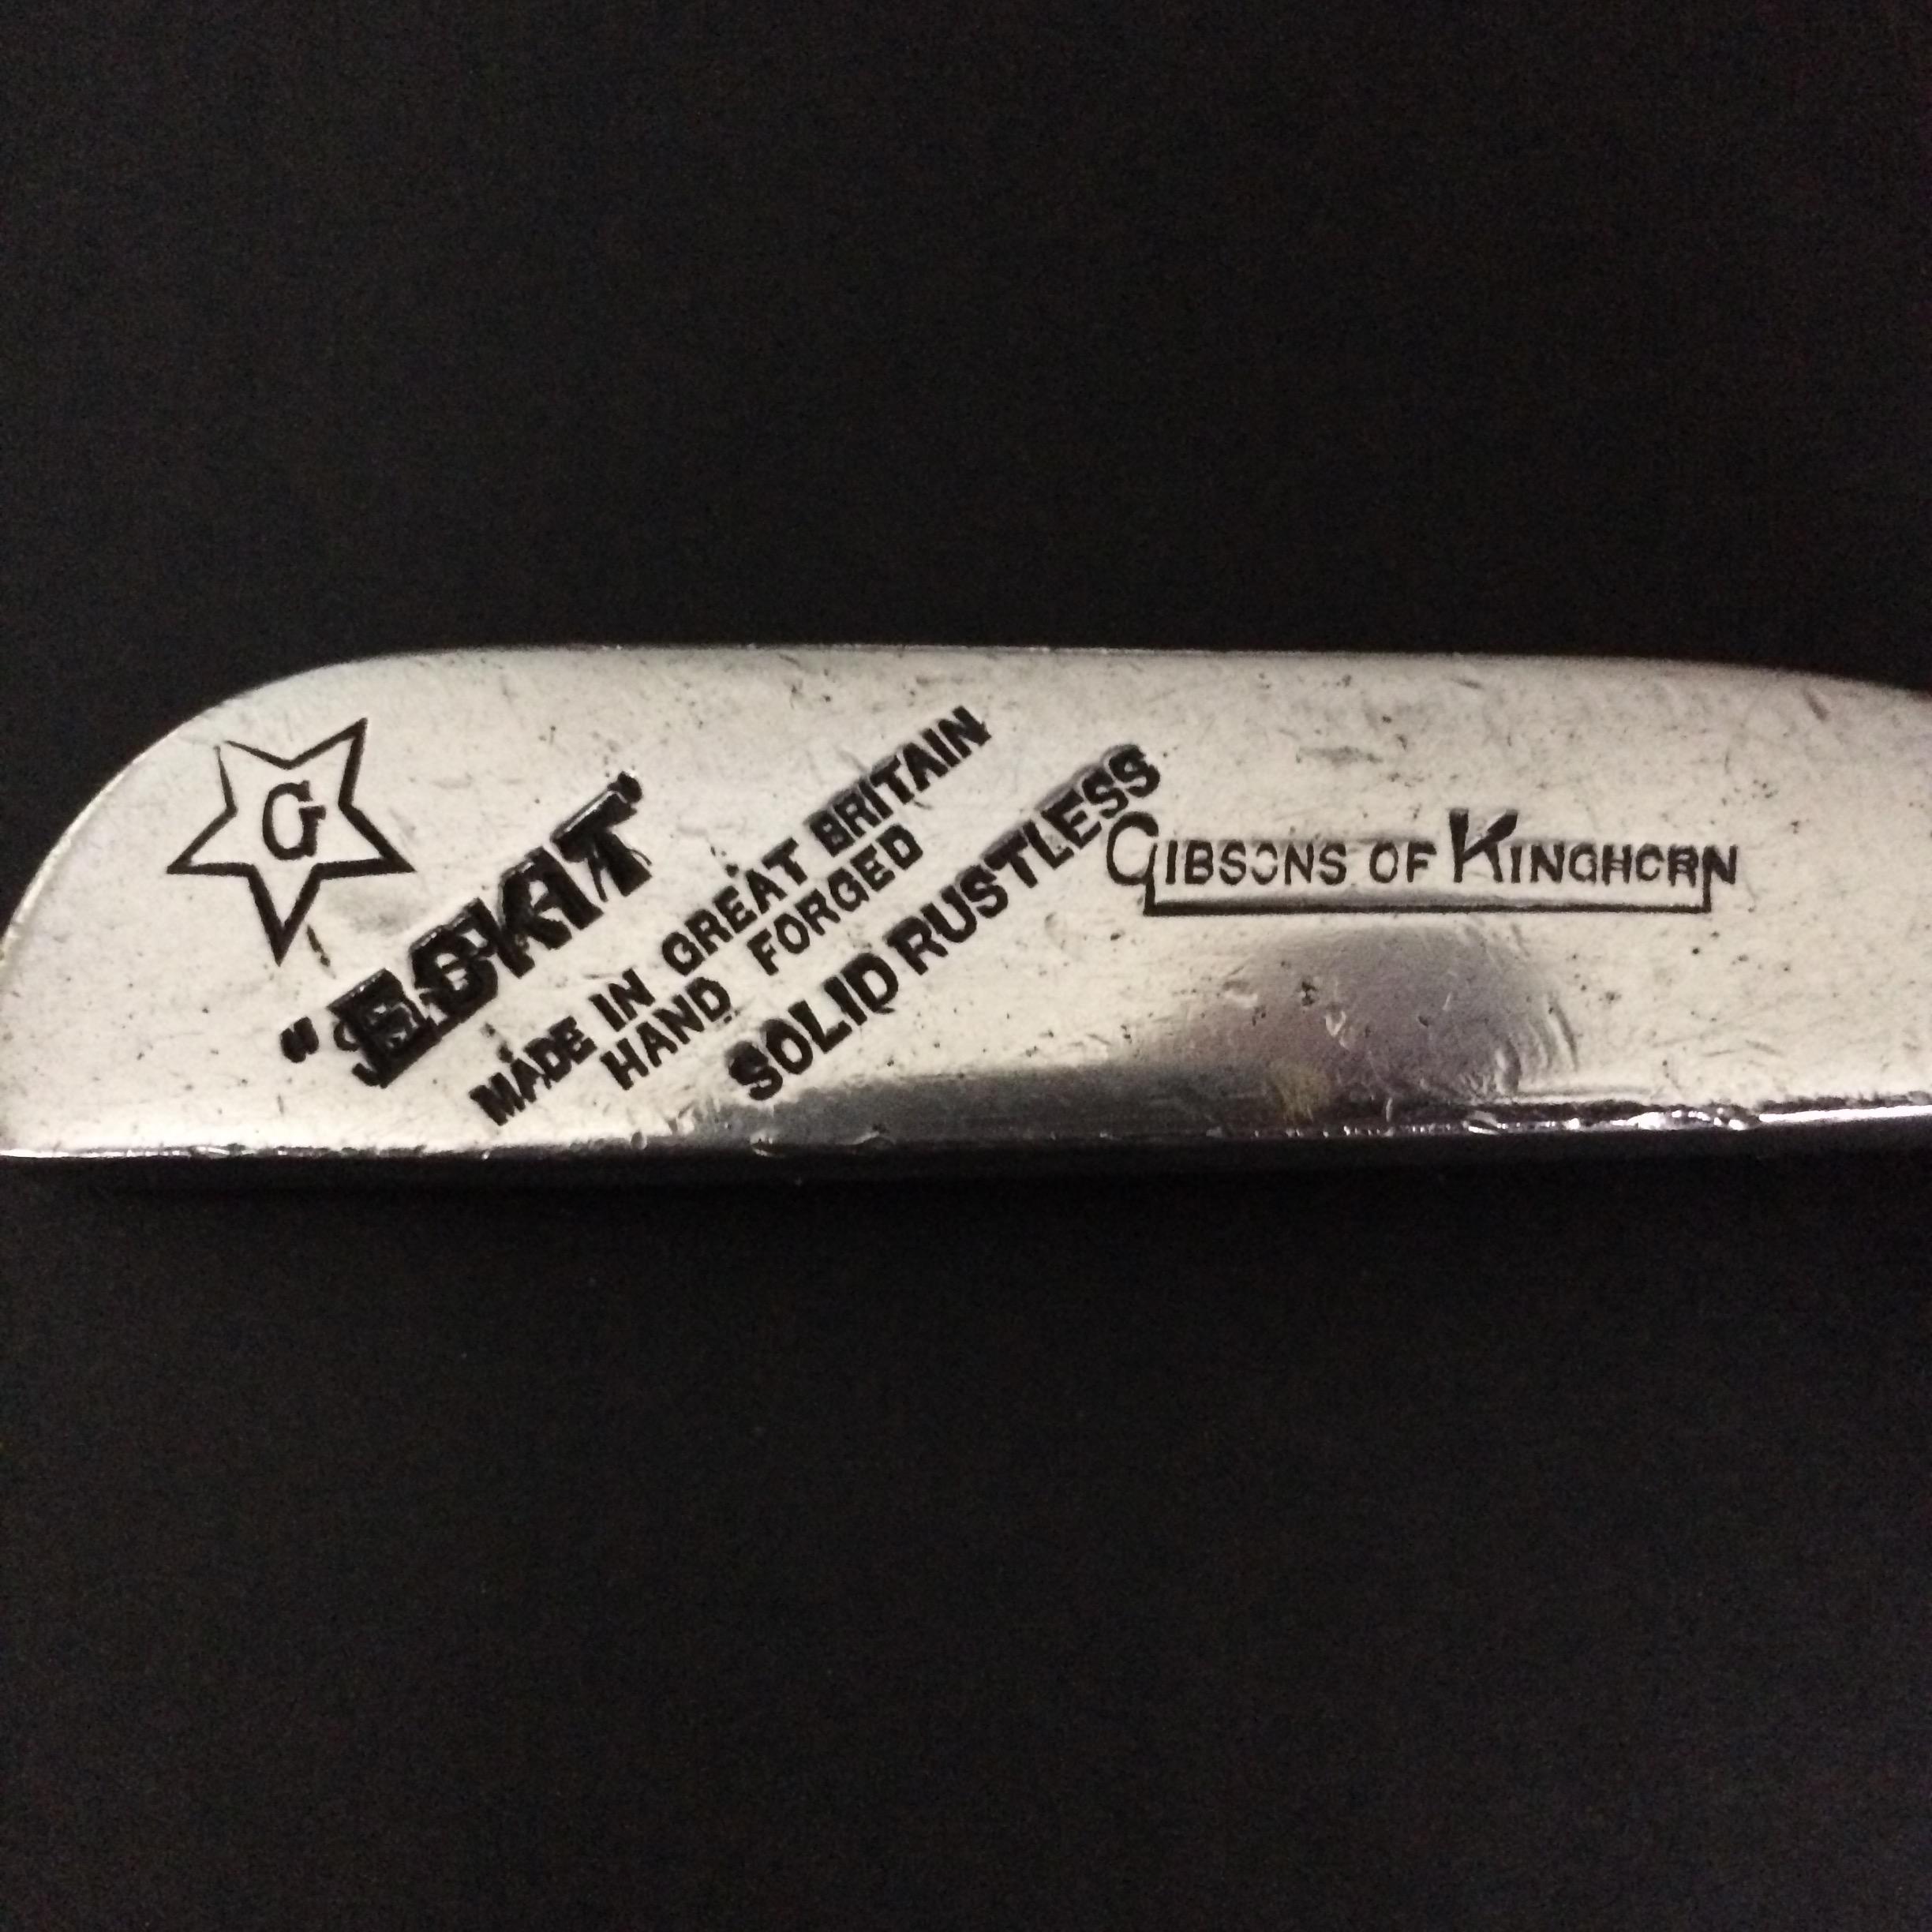 G
MADE IN GREAT BRITAIN
HAND FORGED
SOLID RUSTLESS
GIBSONS OF KINGHORN